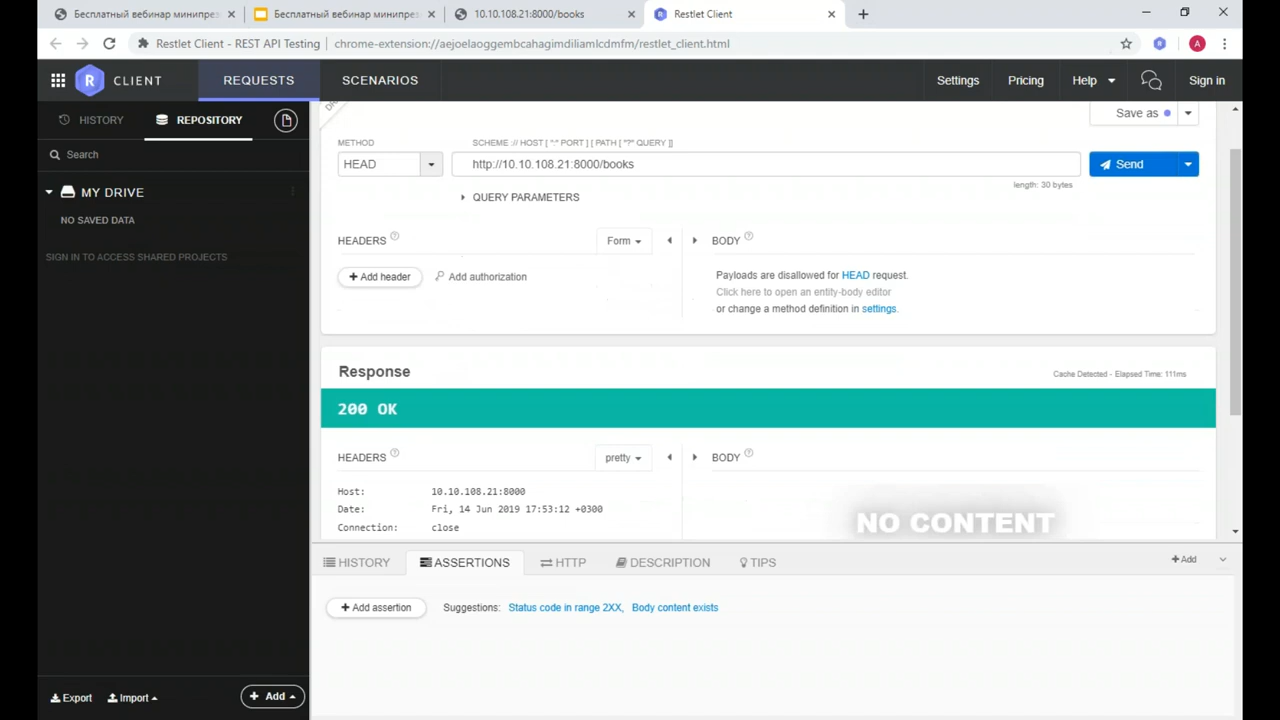 Бесплатный вебинар минипрез
Бесплатный вебинар минипрез
10.10.108.21:8000/books
Restlet Client
Restlet Client - REST API Testing
chrome-extension://aejoelaoggembcahagimdiliamlcdmfm/restlet_client.html
A
R CLIENT
REQUESTS
SCENARIOS
Settings
Pricing
Help
Sign in
HISTORY
REPOSITORY
Save as
Search
METHOD
SCHEME :// HOST [ ":" PORT ] [ PATH [ "?" QUERY ]]
HEAD
http://10.10.108.21:8000/books
Send
length: 30 bytes
MY DRIVE
QUERY PARAMETERS
NO SAVED DATA
SIGN IN TO ACCESS SHARED PROJECTS
HEADERS ?
Form
BODY ?
+ Add header
Add authorization
Payloads are disallowed for HEAD request.
Click here to open an entity-body editor
or change a method definition in settings.
Response
Cache Detected - Elapsed Time: 111ms
200 OK
HEADERS ?
pretty
BODY ?
Host: 10.10.108.21:8000
Date: Fri, 14 Jun 2019 17:53:12 +0300
Connection: close
NO CONTENT
HISTORY
ASSERTIONS
HTTP
DESCRIPTION
TIPS
+ Add
+ Add assertion
Suggestions: Status code in range 2XX, Body content exists
Export
Import
+ Add